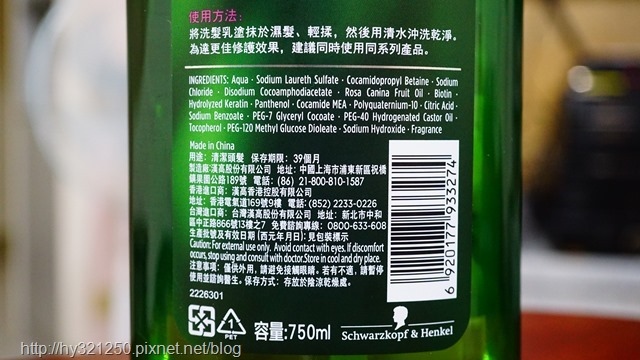 使用方法：
將洗髮乳塗抹於濕髮、輕揉，然後用清水沖洗乾淨。
為達更佳修護效果，建議同時使用同系列產品。
INGREDIENTS: Aqua · Sodium Laureth Sulfate · Cocamidopropyl Betaine · Sodium
Chloride · Disodium Cocoamphodiacetate · Rosa Canina Fruit Oil · Biotin ·
Hydrolyzed Keratin · Panthenol · Cocamide MEA · Polyquaternium-10 · Citric Acid ·
Sodium Benzoate · PEG-7 Glyceryl Cocoate · PEG-40 Hydrogenated Castor Oil ·
Tocopherol · PEG-120 Methyl Glucose Dioleate · Sodium Hydroxide · Fragrance
Made in China
用途：清潔頭髮 保存期限：39個月
製造廠：漢高股份有限公司 地址：中國上海市浦東新區祝橋
鎮果園公路189號 電話：(86) 21-800-810-1587
香港進口商：漢高香港控股有限公司
地址：香港電氣道169號9樓 電話：(852) 2233-0226
台灣進口商：台灣漢高股份有限公司 地址：新北市中和
區中正路866號13樓之7 免費諮詢專線：0800-633-608
生產批號及有效日期(西元年月日)：見包裝標示
Caution: For external use only. Avoid contact with eyes. If discomfort
occurs, stop using and consult with doctor. Store in cool and dry place.
注意事項：僅供外用，請避免接觸眼睛。若有不適，請暫停
使用並諮詢醫生。保存方式：存放於陰涼乾燥處。
2226301
6 920177 933274
1
PET
容量：750ml
Schwarzkopf & Henkel
http://hy321250.pixnet.net/blog